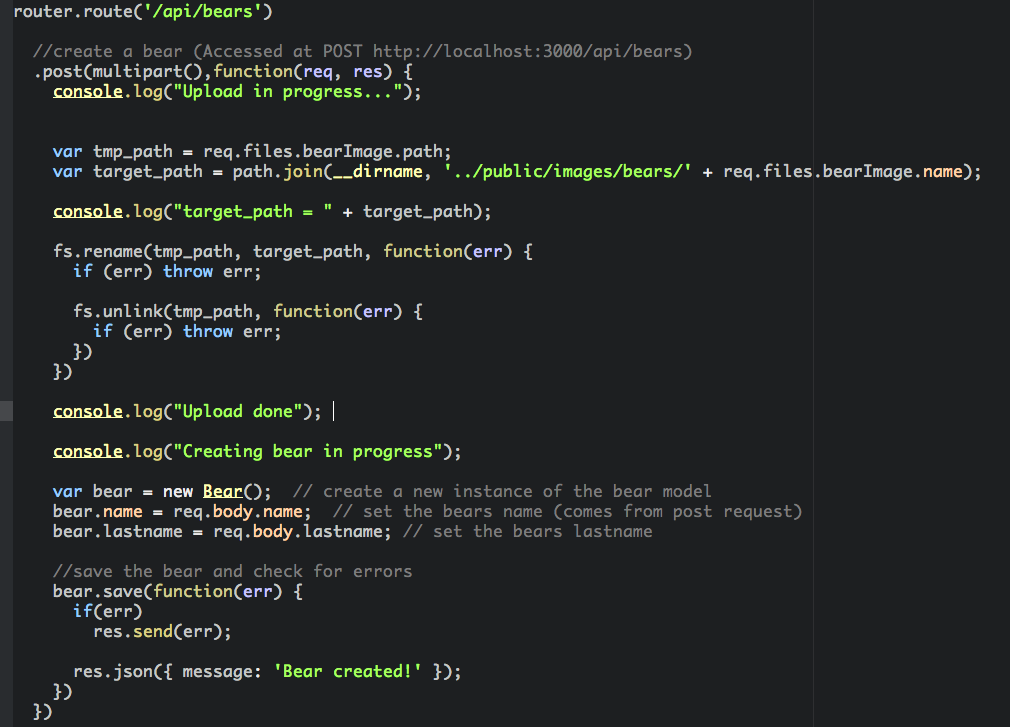 router.route('/api/bears')
//create a bear (Accessed at POST http://localhost:3000/api/bears)
.post(multipart(),function(req, res) {
console.log("Upload in progress...");
var tmp_path = req.files.bearImage.path;
var target_path = path.join(__dirname, '../public/images/bears/' + req.files.bearImage.name);
console.log("target_path = " + target_path);
fs.rename(tmp_path, target_path, function(err) {
if (err) throw err;
fs.unlink(tmp_path, function(err) {
if (err) throw err;
})
})
console.log("Upload done");
console.log("Creating bear in progress");
var bear = new Bear();  // create a new instance of the bear model
bear.name = req.body.name;  // set the bears name (comes from post request)
bear.lastname = req.body.lastname; // set the bears lastname
//save the bear and check for errors
bear.save(function(err) {
if(err)
res.send(err);
res.json({ message: 'Bear created!' });
})
})